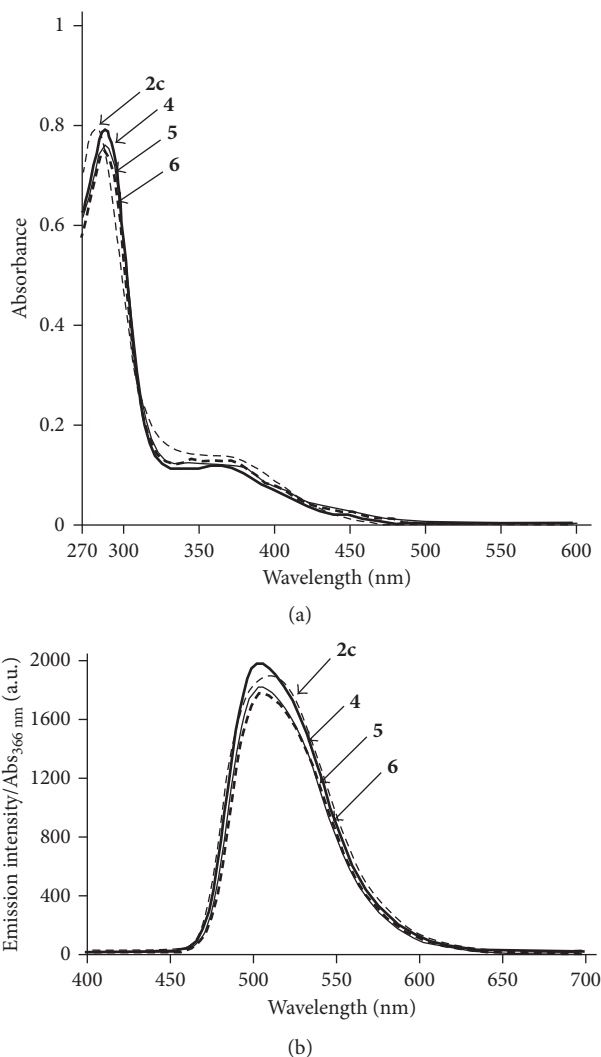 1
0.8
0.6
0.4
0.2
0
Absorbance
2c
4
5
6
270 300 350 400 450 500 550 600
Wavelength (nm)
(a)
2000
1600
1200
800
400
0
Emission intensity/Abs366 nm (a.u.)
2c
4
5
6
400 450 500 550 600 650 700
Wavelength (nm)
(b)